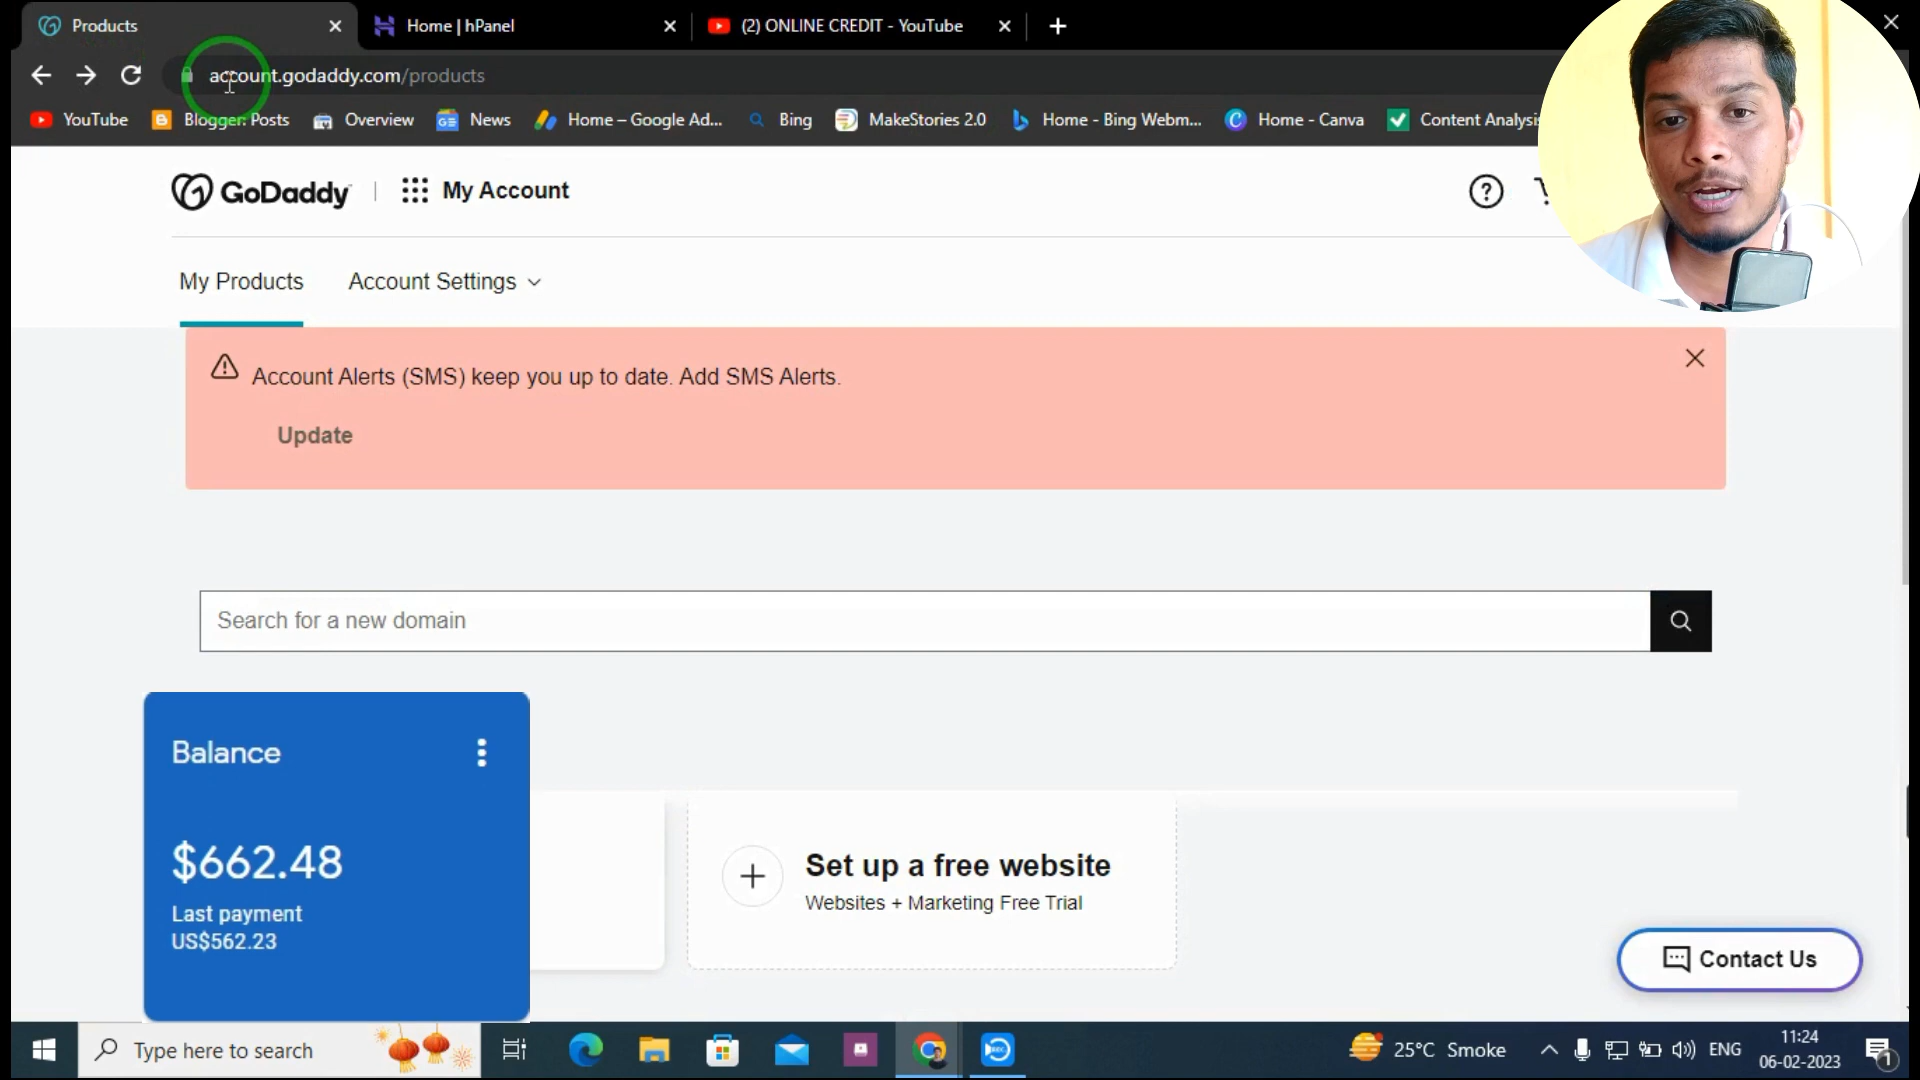 Products
Home | hPanel
(2) ONLINE CREDIT - YouTube
account.godaddy.com/products
YouTube
Blogger: Posts
Overview
News
Home – Google Ad...
Bing
MakeStories 2.0
Home - Bing Webm...
Home - Canva
Content Analysi
GoDaddy
My Account
My Products
Account Settings
Account Alerts (SMS) keep you up to date. Add SMS Alerts.
Update
Search for a new domain
Balance
$662.48
Last payment
US$562.23
Set up a free website
Websites + Marketing Free Trial
Contact Us
Type here to search
25°C Smoke
ENG
11:24
06-02-2023
1